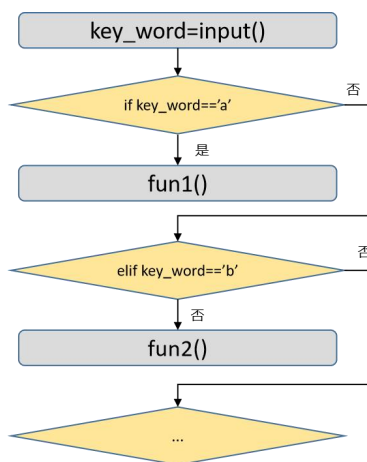 key_word=input()
否
if key_word==’a’
是
fun1()
否
elif key_word==’b’
否
fun2()
...